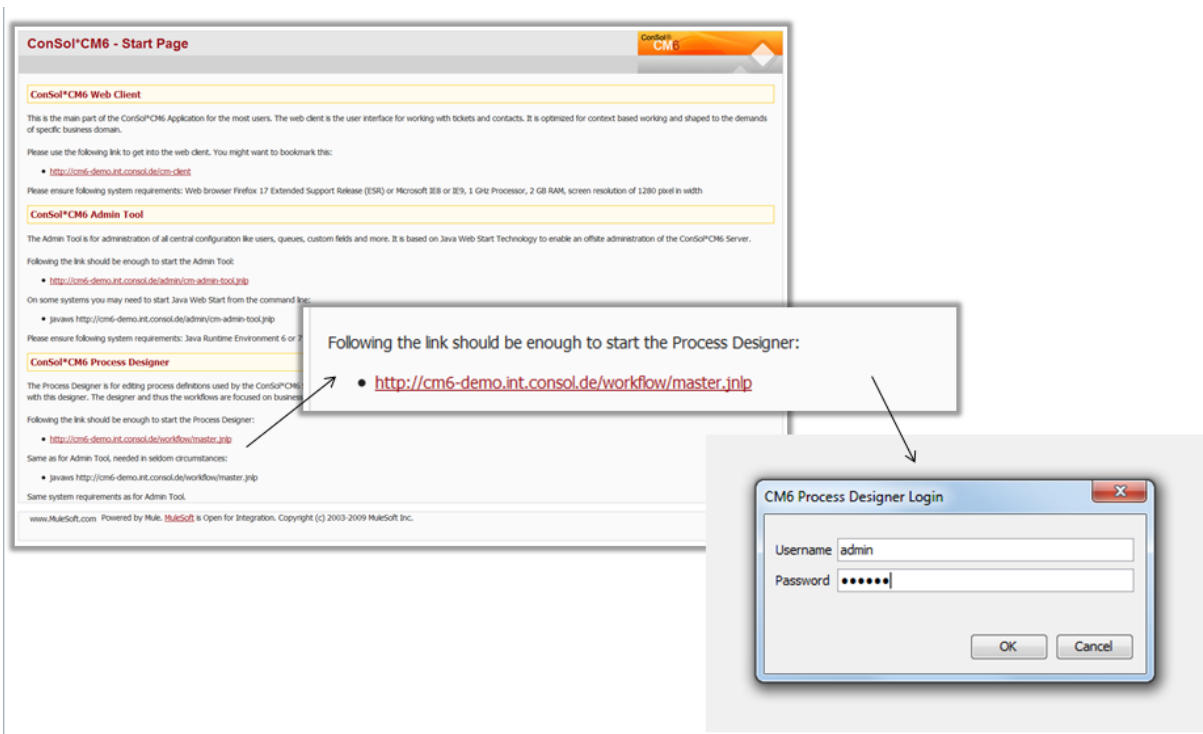 ConSol*CM6 - Start Page
ConSol®
CM6
ConSol*CM6 Web Client
This is the main part of the ConSol*CM6 Application for the most users. The web client is the user interface for working with tickets and contacts. It is optimized for context based working and shaped to the demands
of specific business domain.
Please use the following link to get into the web client. You might want to bookmark this:
• http://cm6-demo.int.consol.de/cm-client
Please ensure following system requirements: Web browser Firefox 17 Extended Support Release (ESR) or Microsoft IE8 or IE9, 1 GHz Processor, 2 GB RAM, screen resolution of 1280 pixel in width
ConSol*CM6 Admin Tool
The Admin Tool is for administration of all central configuration like users, queues, custom fields and more. It is based on Java Web Start Technology to enable an offsite administration of the ConSol*CM6 Server.
Following the link should be enough to start the Admin Tool:
• http://cm6-demo.int.consol.de/admin/cm-admin-tool.jnlp
On some systems you may need to start Java Web Start from the command line:
• javaws http://cm6-demo.int.consol.de/admin/cm-admin-tool.jnlp
Please ensure following system requirements: Java Runtime Environment 6 or 7
ConSol*CM6 Process Designer
The Process Designer is for editing process definitions used by the ConSol*CM6
with this designer. The designer and thus the workflows are focused on business
Following the link should be enough to start the Process Designer:
• http://cm6-demo.int.consol.de/workflow/master.jnlp
Same as for Admin Tool, needed in seldom circumstances:
• javaws http://cm6-demo.int.consol.de/workflow/master.jnlp
Same system requirements as for Admin Tool.
www.MuleSoft.com Powered by Mule. MuleSoft is Open for Integration. Copyright (c) 2003-2009 MuleSoft Inc.
Following the link should be enough to start the Process Designer:
• http://cm6-demo.int.consol.de/workflow/master.jnlp
CM6 Process Designer Login
Username admin
Password ••••••
OK Cancel